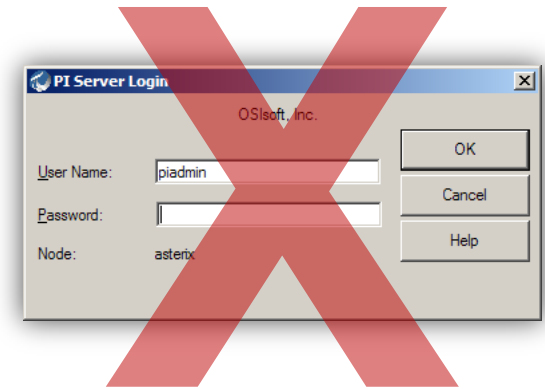 PI Server Login
OSIsoft, Inc.
User Name: piadmin
Password:
Node: asterix
OK
Cancel
Help